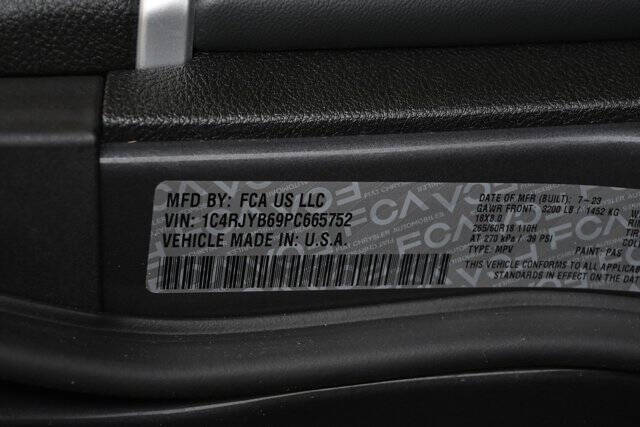 MFD BY: FCA US LLC
VIN: 1C4RJYB69PC665752
VEHICLE MADE IN: U.S.A.
DATE OF MFR (BUILT): 7-23
GAWR FRONT: 3200 LB / 1452 KG
18X8.0
265/60R18 110H
AT 270 kPa / 39 PSI
TYPE: MPV PAINT: PAS
THIS VEHICLE CONFORMS TO ALL
STANDARDS IN EFFECT ON THE DAT
FCA